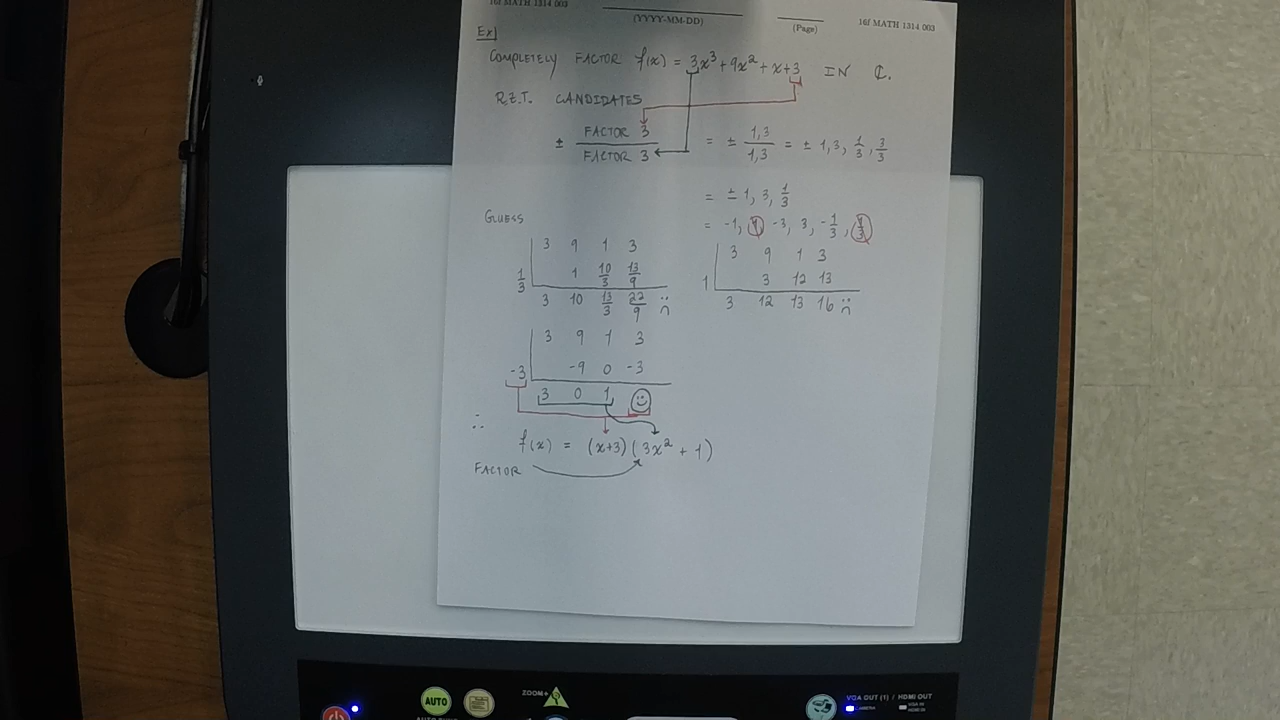 16f MATH 1314 003 (YYYY-MM-DD) (Page) 16f MATH 1314 003
Ex|
COMPLETELY FACTOR f(x) = 3x³ + 9x² + x + 3 IN ℂ.
R.Z.T. CANDIDATES
± FACTOR 3 / FACTOR 3 = ± 1,3 / 1,3 = ± 1, 3, 1/3, 3/3
= ± 1, 3, 1/3
GLUESS
= -1, 1, -3, 3, -1/3, 1/3
3 9 1 3
1/3 1 10/3 13/9
3 10 13/3 22/9 :(
3 9 1 3
1 3 12 13
3 12 13 16 :(
3 9 1 3
-3 -9 0 -3
3 0 1 ☺
∴
f(x) = (x+3)(3x² + 1)
FACTOR
AUTO
ZOOM+
VGA OUT (1) / HDMI OUT